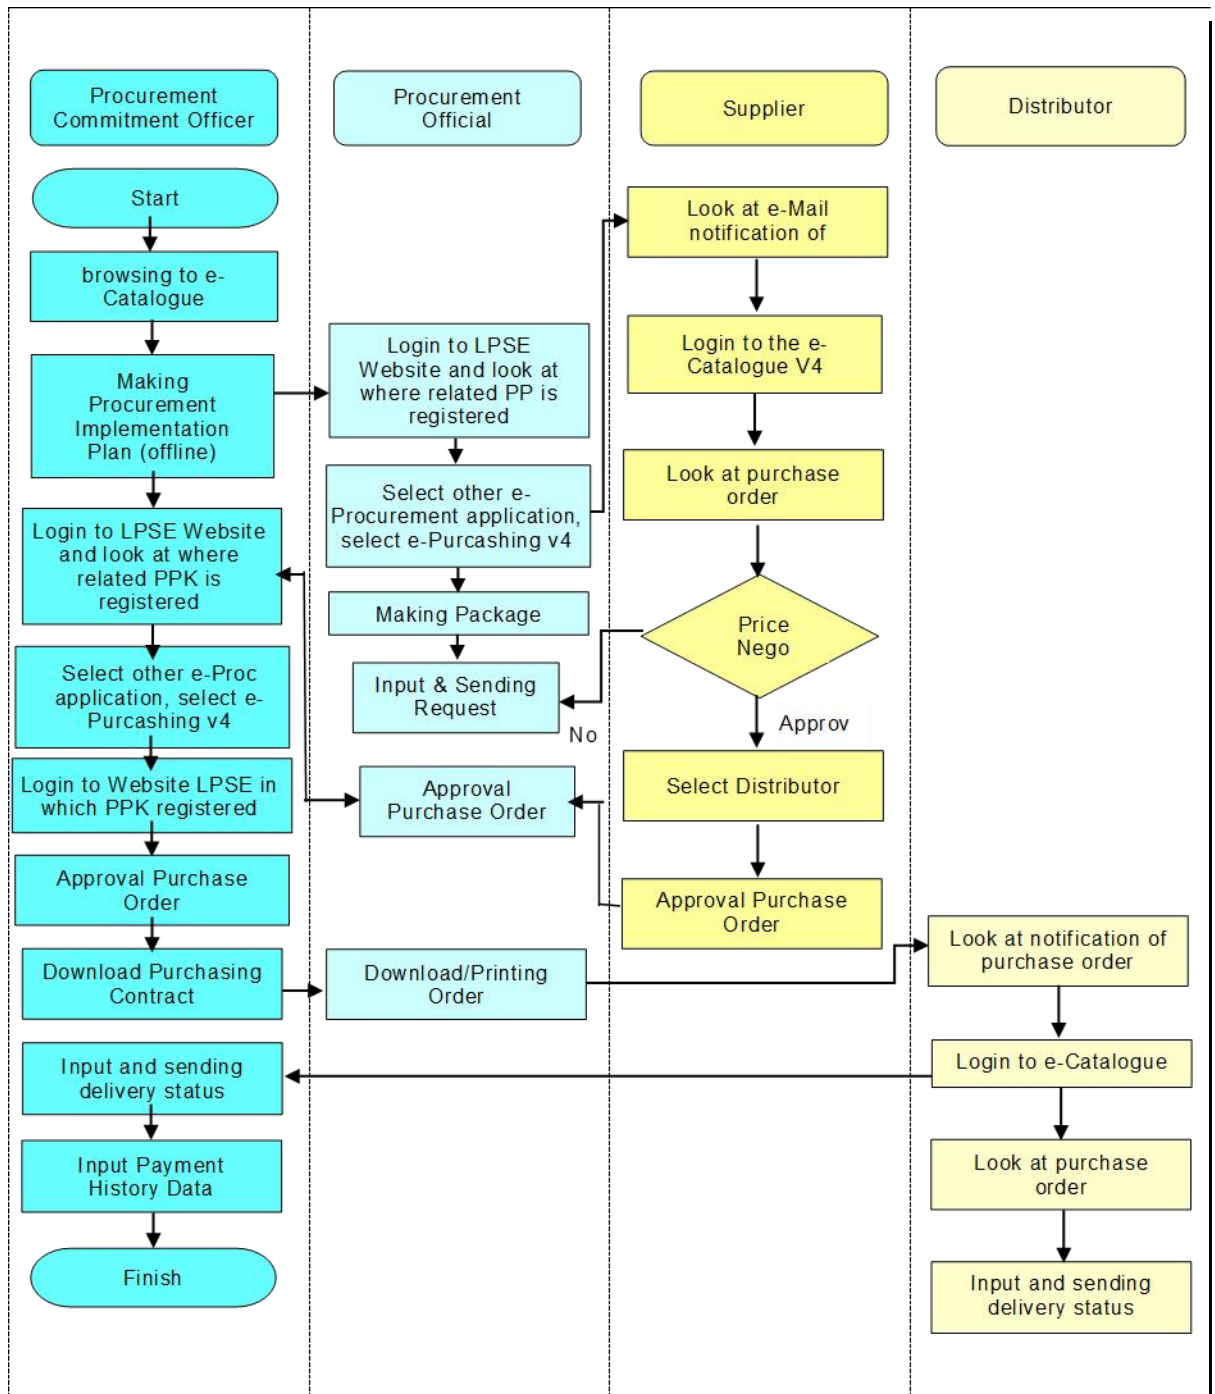 Procurement
Commitment Officer
Start
browsing to e-
Catalogue
Making
Procurement
Implementation
Plan (offline)
Login to LPSE Website
and look at where
related PPK is
registered
Select other e-Proc
application, select e-
Purcashing v4
Login to Website LPSE in
which PPK registered
Approval Purchase
Order
Download Purchasing
Contract
Input and sending
delivery status
Input Payment
History Data
Finish
Procurement
Official
Login to LPSE
Website and look at
where related PP is
registered
Select other e-
Procurement application,
select e-Purcashing v4
Making Package
Input & Sending
Request
No
Approval
Purchase Order
Download/Printing
Order
Supplier
Look at e-Mail
notification of
Login to the e-
Catalogue V4
Look at purchase
order
Price
Nego
Approv
Select Distributor
Approval Purchase
Order
Distributor
Look at notification of
purchase order
Login to e-Catalogue
Look at purchase
order
Input and sending
delivery status